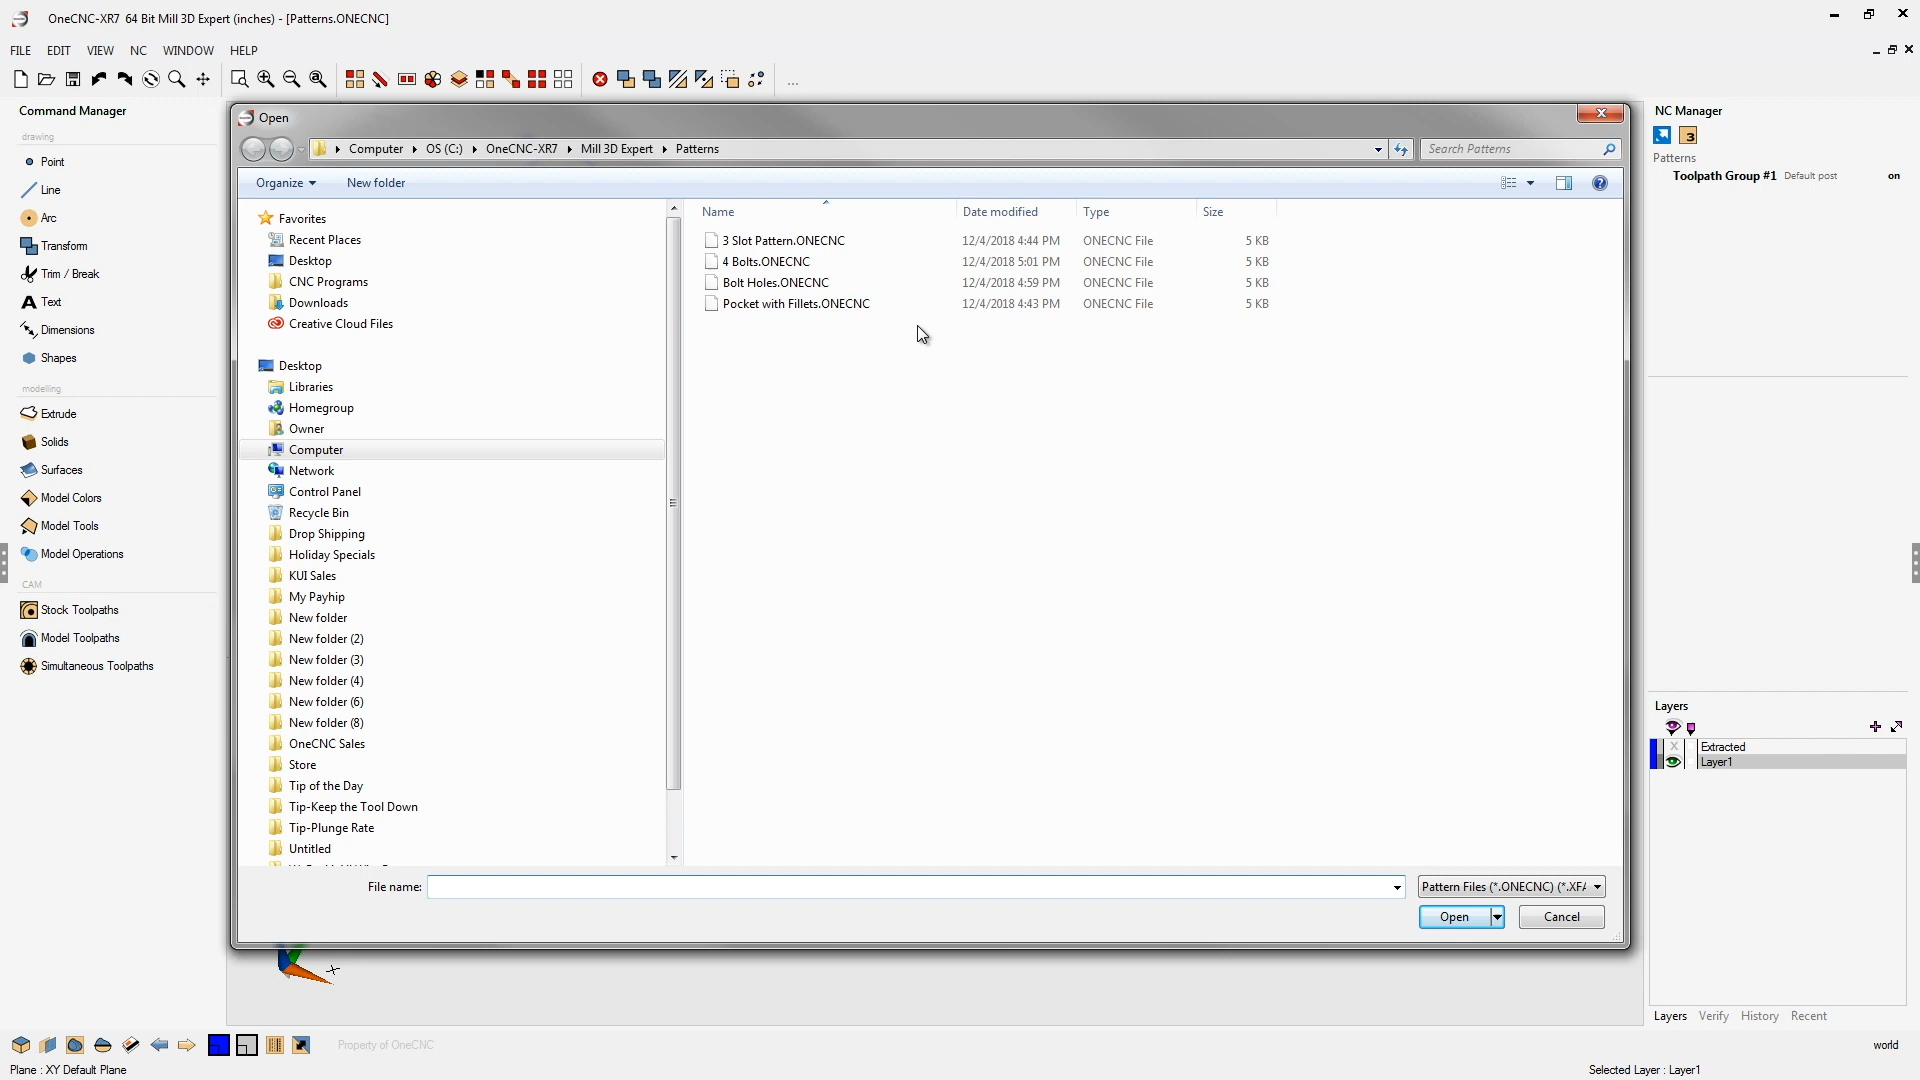 OneCNC-XR7 64 Bit Mill 3D Expert (inches) - [Patterns.ONECNC]
FILE EDIT VIEW NC WINDOW HELP
...
Command Manager
drawing
Point
Line
Arc
Transform
Trim / Break
Text
Dimensions
Shapes
modelling
Extrude
Solids
Surfaces
Model Colors
Model Tools
Model Operations
CAM
Stock Toolpaths
Model Toolpaths
Simultaneous Toolpaths
Open
Computer OS (C:) OneCNC-XR7 Mill 3D Expert Patterns
Search Patterns
Organize New folder
Favorites
Recent Places
Desktop
CNC Programs
Downloads
Creative Cloud Files
Desktop
Libraries
Homegroup
Owner
Computer
Network
Control Panel
Recycle Bin
Drop Shipping
Holiday Specials
KUI Sales
My Payhip
New folder
New folder (2)
New folder (3)
New folder (4)
New folder (6)
New folder (8)
OneCNC Sales
Store
Tip of the Day
Tip-Keep the Tool Down
Tip-Plunge Rate
Untitled
Name Date modified Type Size
3 Slot Pattern.ONECNC 12/4/2018 4:44 PM ONECNC File 5 KB
4 Bolts.ONECNC 12/4/2018 5:01 PM ONECNC File 5 KB
Bolt Holes.ONECNC 12/4/2018 4:59 PM ONECNC File 5 KB
Pocket with Fillets.ONECNC 12/4/2018 4:43 PM ONECNC File 5 KB
File name:
Pattern Files (*.ONECNC) (*.XFA
Open Cancel
NC Manager
3
Patterns
Toolpath Group #1 Default post on
Layers
X Extracted
Layer1
Layers Verify History Recent
Property of OneCNC
world
Plane : XY Default Plane
Selected Layer : Layer1